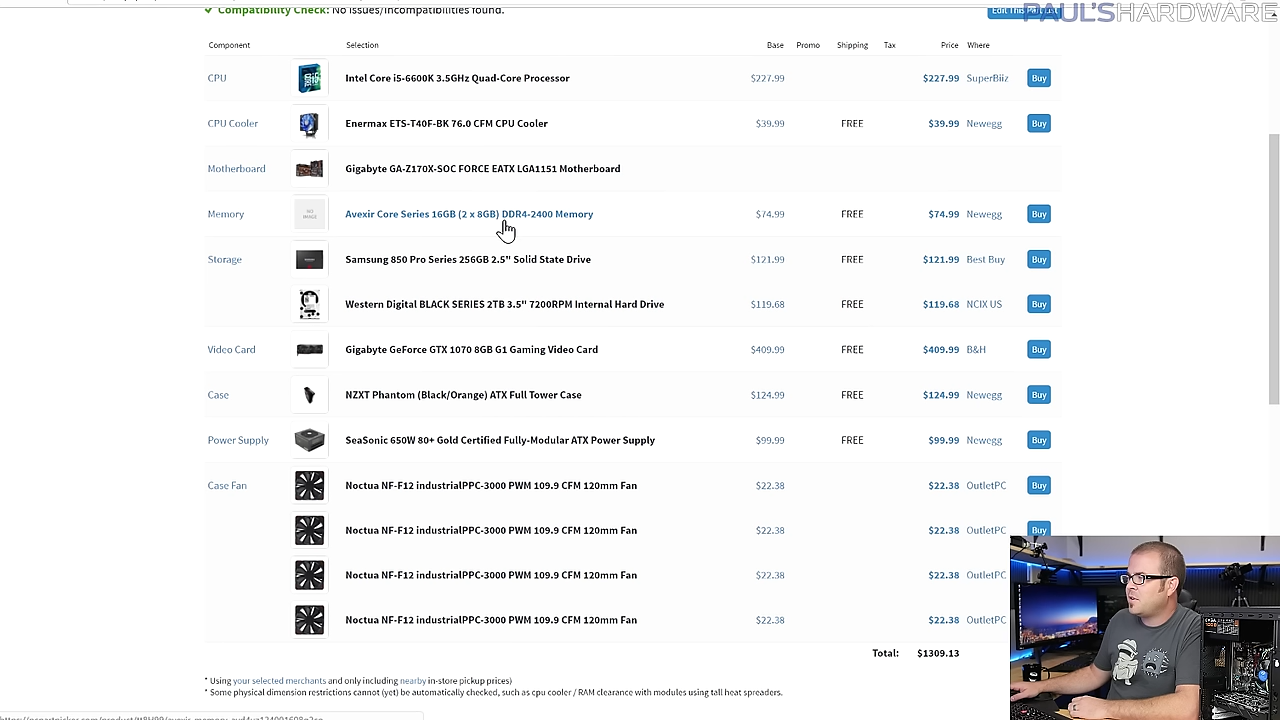 Compatibility Check: No issues/incompatibilities found.
Edit This Part List
PAUL'SHARDWARE
Component Selection Base Promo Shipping Tax Price Where
CPU Intel Core i5-6600K 3.5GHz Quad-Core Processor $227.99 $227.99 SuperBiiz Buy
CPU Cooler Enermax ETS-T40F-BK 76.0 CFM CPU Cooler $39.99 FREE $39.99 Newegg Buy
Motherboard Gigabyte GA-Z170X-SOC FORCE EATX LGA1151 Motherboard
Memory NO IMAGE Avexir Core Series 16GB (2 x 8GB) DDR4-2400 Memory $74.99 FREE $74.99 Newegg Buy
Storage Samsung 850 Pro Series 256GB 2.5" Solid State Drive $121.99 FREE $121.99 Best Buy Buy
Western Digital BLACK SERIES 2TB 3.5" 7200RPM Internal Hard Drive $119.68 FREE $119.68 NCIX US Buy
Video Card Gigabyte GeForce GTX 1070 8GB G1 Gaming Video Card $409.99 FREE $409.99 B&H Buy
Case NZXT Phantom (Black/Orange) ATX Full Tower Case $124.99 FREE $124.99 Newegg Buy
Power Supply SeaSonic 650W 80+ Gold Certified Fully-Modular ATX Power Supply $99.99 FREE $99.99 Newegg Buy
Case Fan Noctua NF-F12 industrialPPC-3000 PWM 109.9 CFM 120mm Fan $22.38 $22.38 OutletPC Buy
Noctua NF-F12 industrialPPC-3000 PWM 109.9 CFM 120mm Fan $22.38 $22.38 OutletPC Buy
Noctua NF-F12 industrialPPC-3000 PWM 109.9 CFM 120mm Fan $22.38 $22.38 OutletPC
Noctua NF-F12 industrialPPC-3000 PWM 109.9 CFM 120mm Fan $22.38 $22.38 OutletPC
Total: $1309.13
* Using your selected merchants and only including nearby in-store pickup prices)
* Some physical dimension restrictions cannot (yet) be automatically checked, such as cpu cooler / RAM clearance with modules using tall heat spreaders.